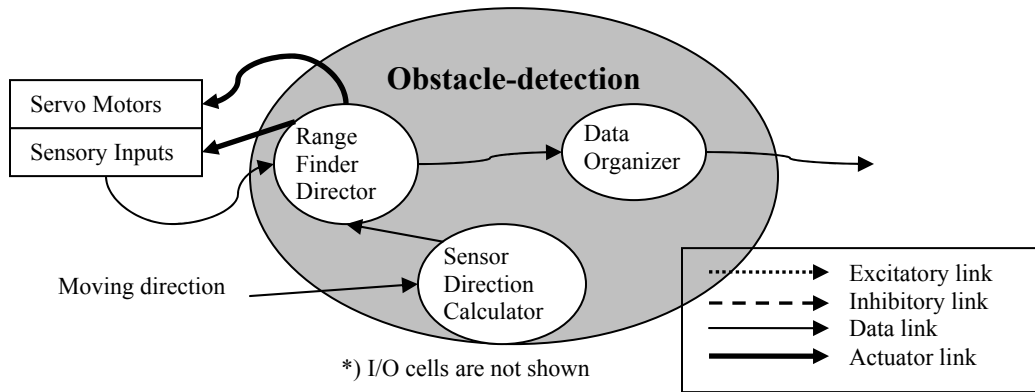 Obstacle-detection
Servo Motors
Sensory Inputs
Range
Finder
Director
Data
Organizer
Sensor
Direction
Calculator
Moving direction
Excitatory link
Inhibitory link
Data link
Actuator link
*) I/O cells are not shown